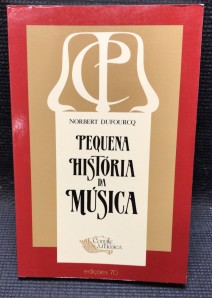 NORBERT DUFOURCQ
PEQUENA
HISTÓRIA
DA
MÚSICA
edições 70